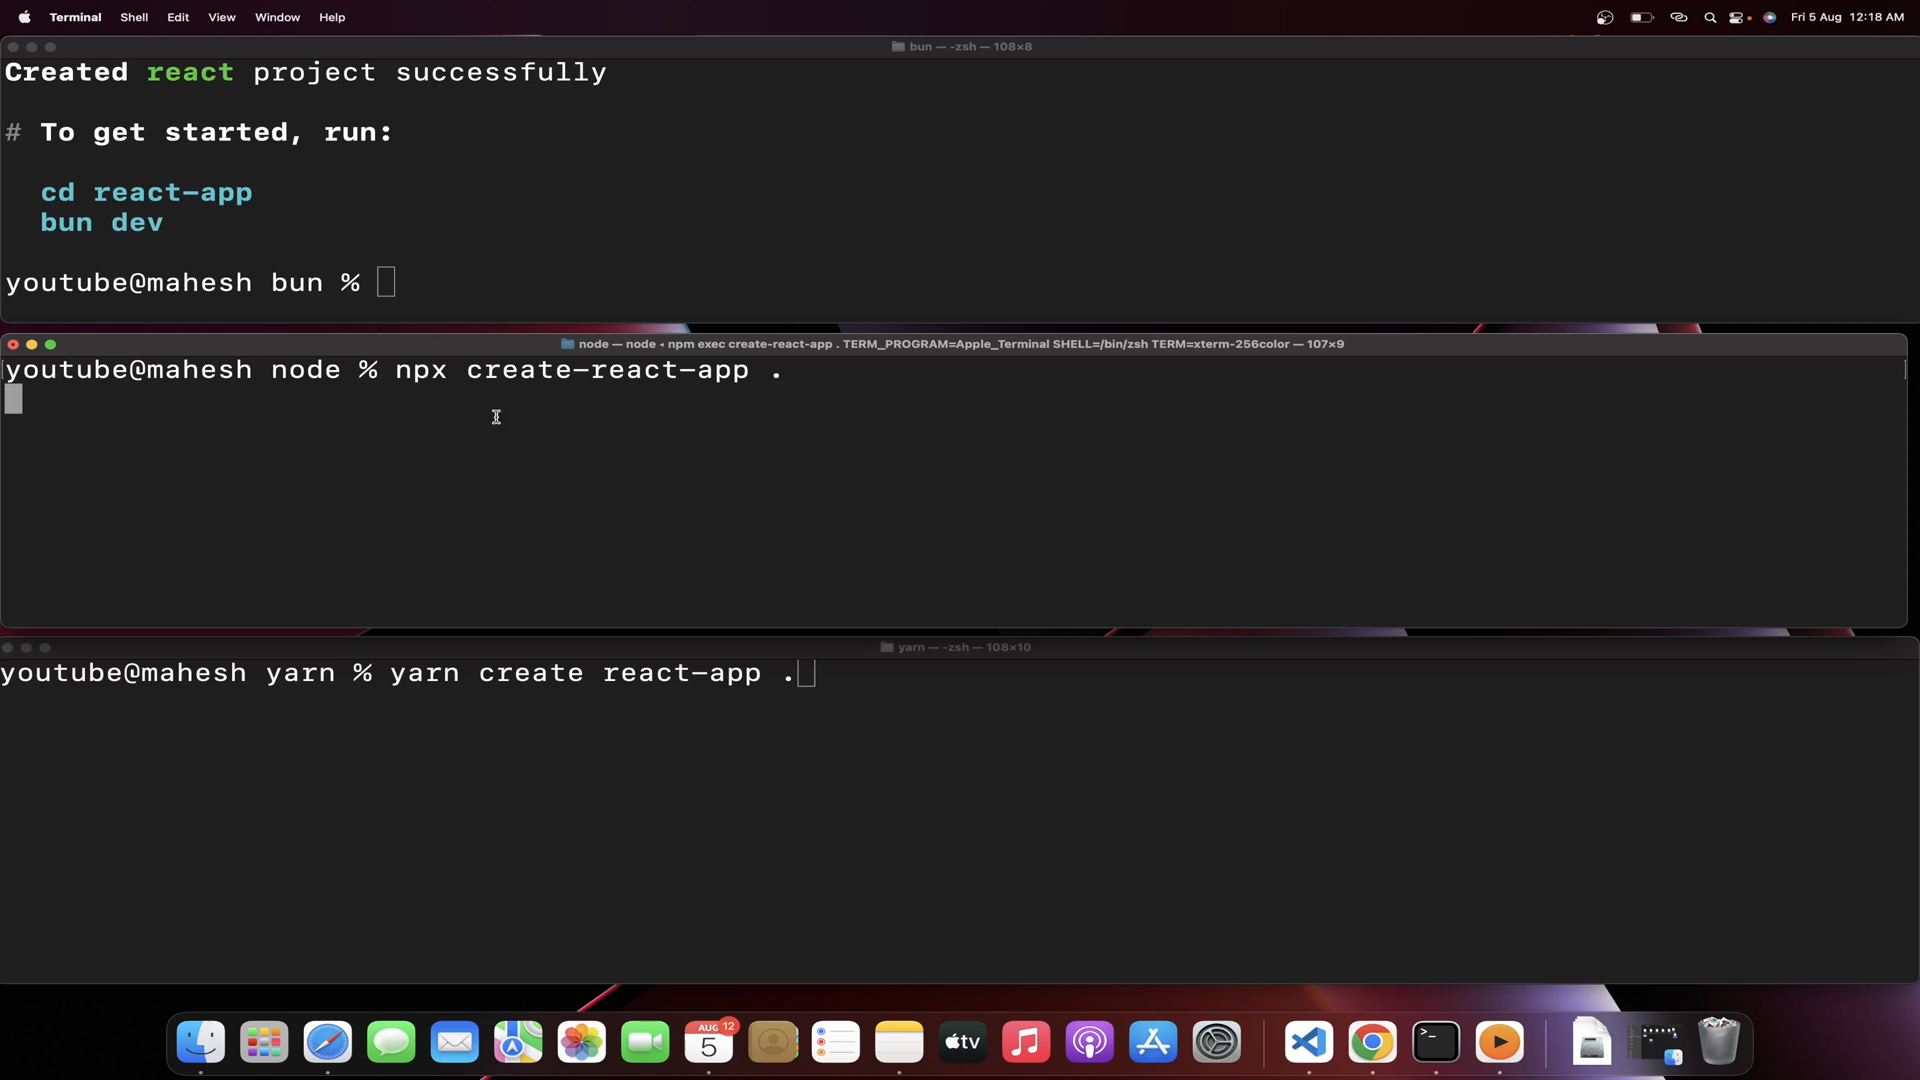 Terminal Shell Edit View Window Help Fri 5 Aug 12:18 AM
bun — -zsh — 108×8
Created react project successfully
# To get started, run:
cd react-app
bun dev
youtube@mahesh bun %
node — node ◂ npm exec create-react-app . TERM_PROGRAM=Apple_Terminal SHELL=/bin/zsh TERM=xterm-256color — 107×9
youtube@mahesh node % npx create-react-app .
yarn — -zsh — 108×10
youtube@mahesh yarn % yarn create react-app .
AUG 12
5
tv
>_